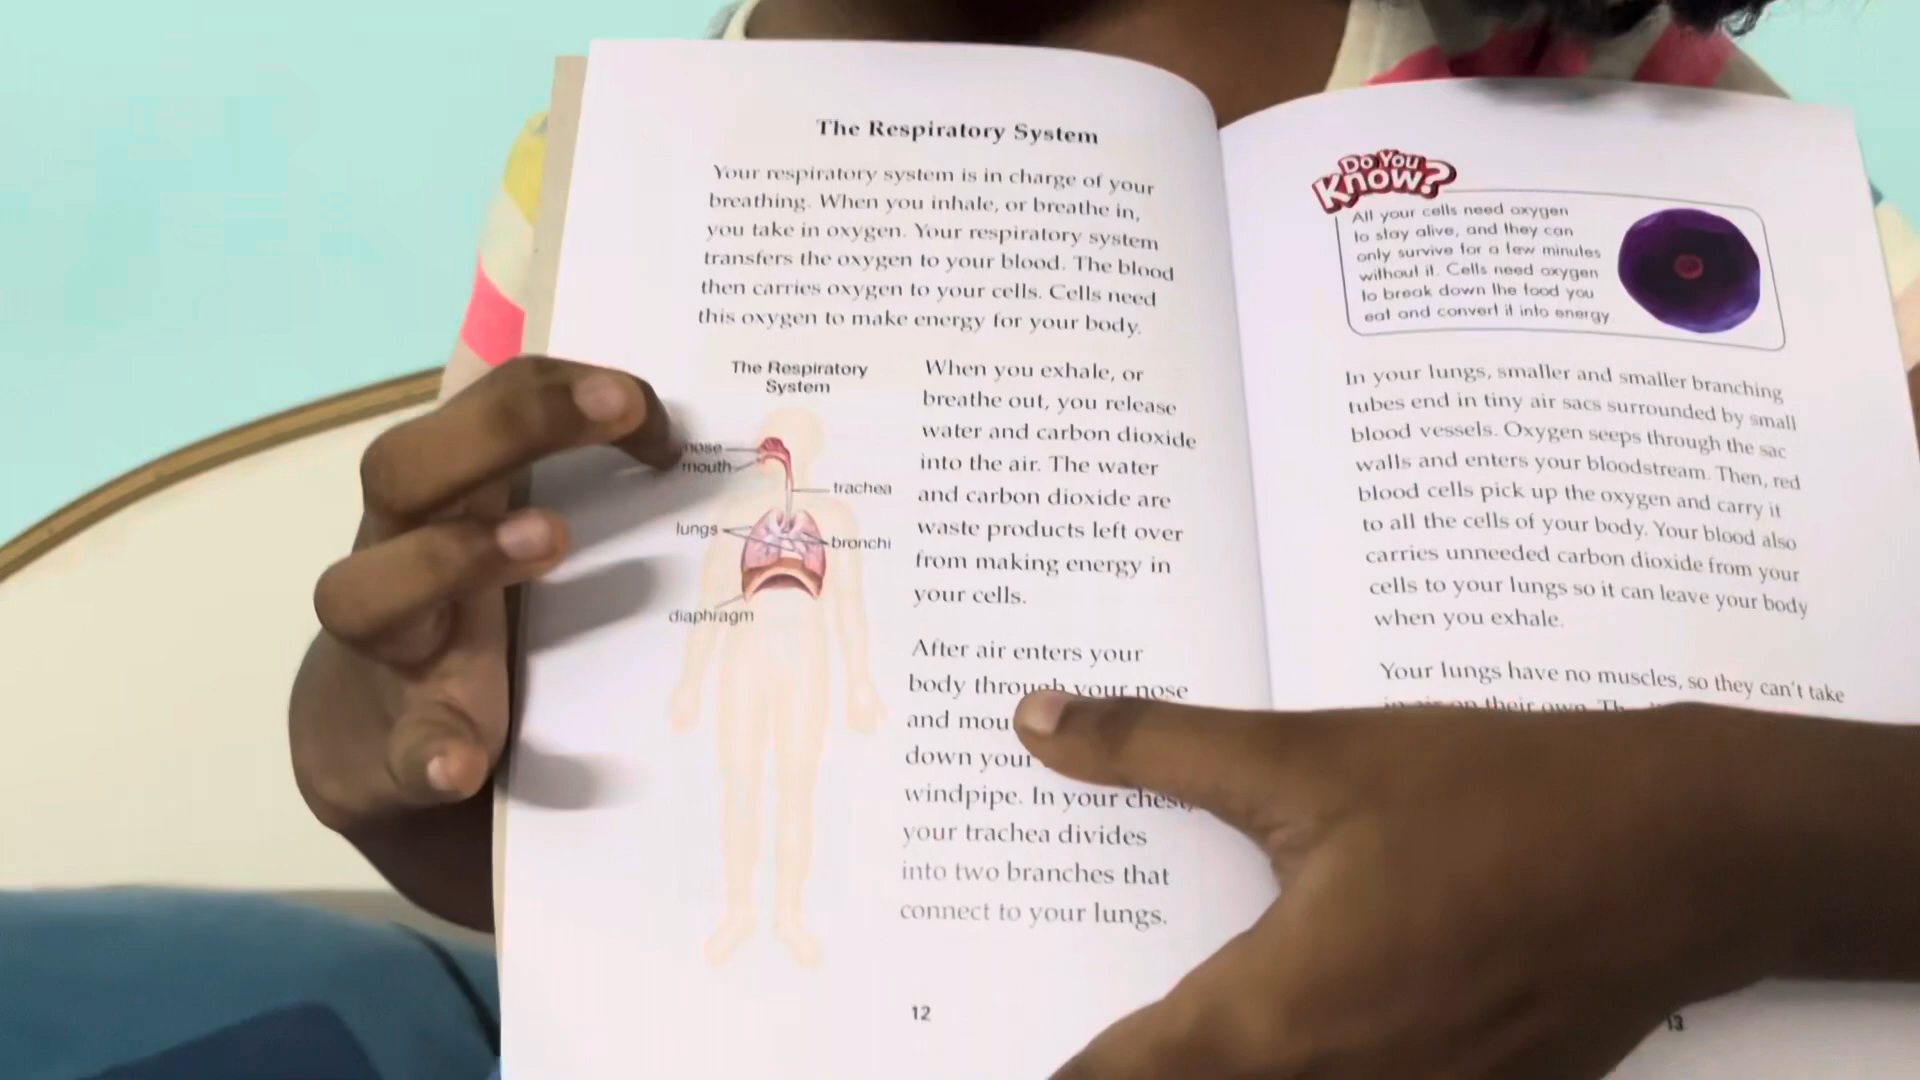 The Respiratory System
Your respiratory system is in charge of your
breathing. When you inhale, or breathe in,
you take in oxygen. Your respiratory system
transfers the oxygen to your blood. The blood
then carries oxygen to your cells. Cells need
this oxygen to make energy for your body.
The Respiratory
System
nose
mouth
trachea
lungs
bronchi
diaphragm
When you exhale, or
breathe out, you release
water and carbon dioxide
into the air. The water
and carbon dioxide are
waste products left over
from making energy in
your cells.
After air enters your
body through your nose
and
down your
windpipe. In your chest,
your trachea divides
into two branches that
connect to your lungs.
12
Do You
Know?
All your cells need oxygen
to stay alive, and they can
only survive for a few minutes
without it. Cells need oxygen
to break down the food you
eat and convert it into energy
In your lungs, smaller and smaller branching
tubes end in tiny air sacs surrounded by small
blood vessels. Oxygen seeps through the sac
walls and enters your bloodstream. Then, red
blood cells pick up the oxygen and carry it
to all the cells of your body. Your blood also
carries unneeded carbon dioxide from your
cells to your lungs so it can leave your body
when you exhale.
Your lungs have no muscles, so they can't take
in air on their own.
13